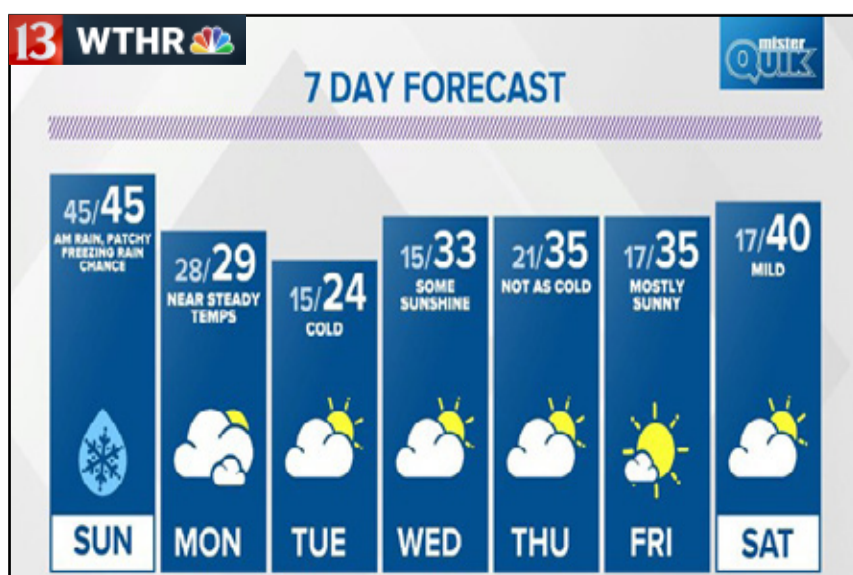 13 WTHR
mister
QUIK
7 DAY FORECAST
45/45
AM RAIN, PATCHY
FREEZING RAIN
CHANCE
SUN
28/29
NEAR STEADY
TEMPS
MON
15/24
COLD
TUE
15/33
SOME
SUNSHINE
WED
21/35
NOT AS COLD
THU
17/35
MOSTLY
SUNNY
FRI
17/40
MILD
SAT